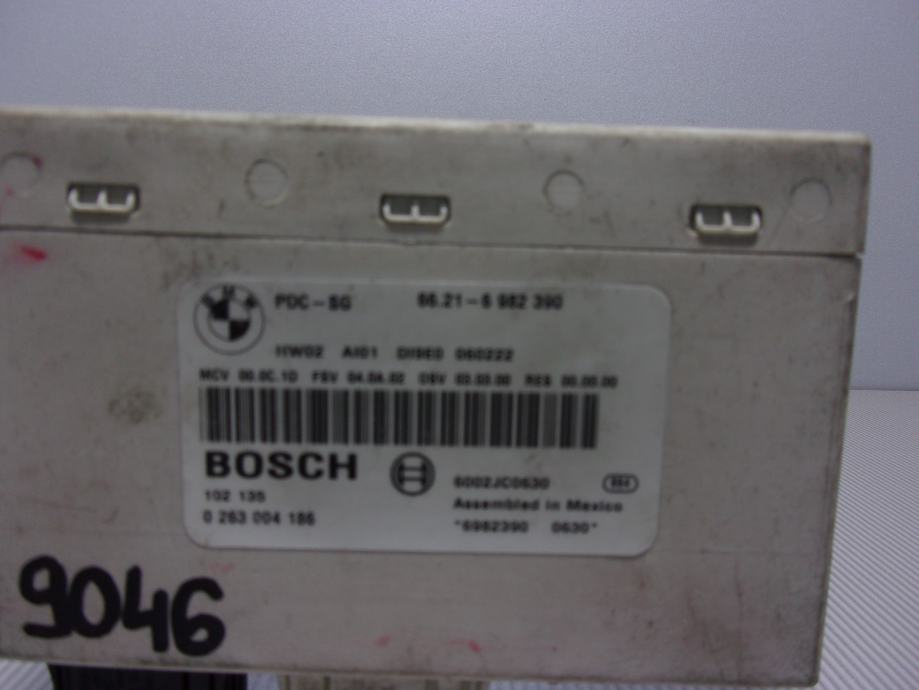 BMW
PDC-SG 66.21-6 982 390
HW02 AI01 DI9E0 060222
MCV 00.0C.1D FSV 04.0A.02 OSV 03.03.00 RES 00.00.00
BOSCH
6002JC0630
102 135
Assembled in Mexico
0 263 004 186
*6982390 0630*
9046